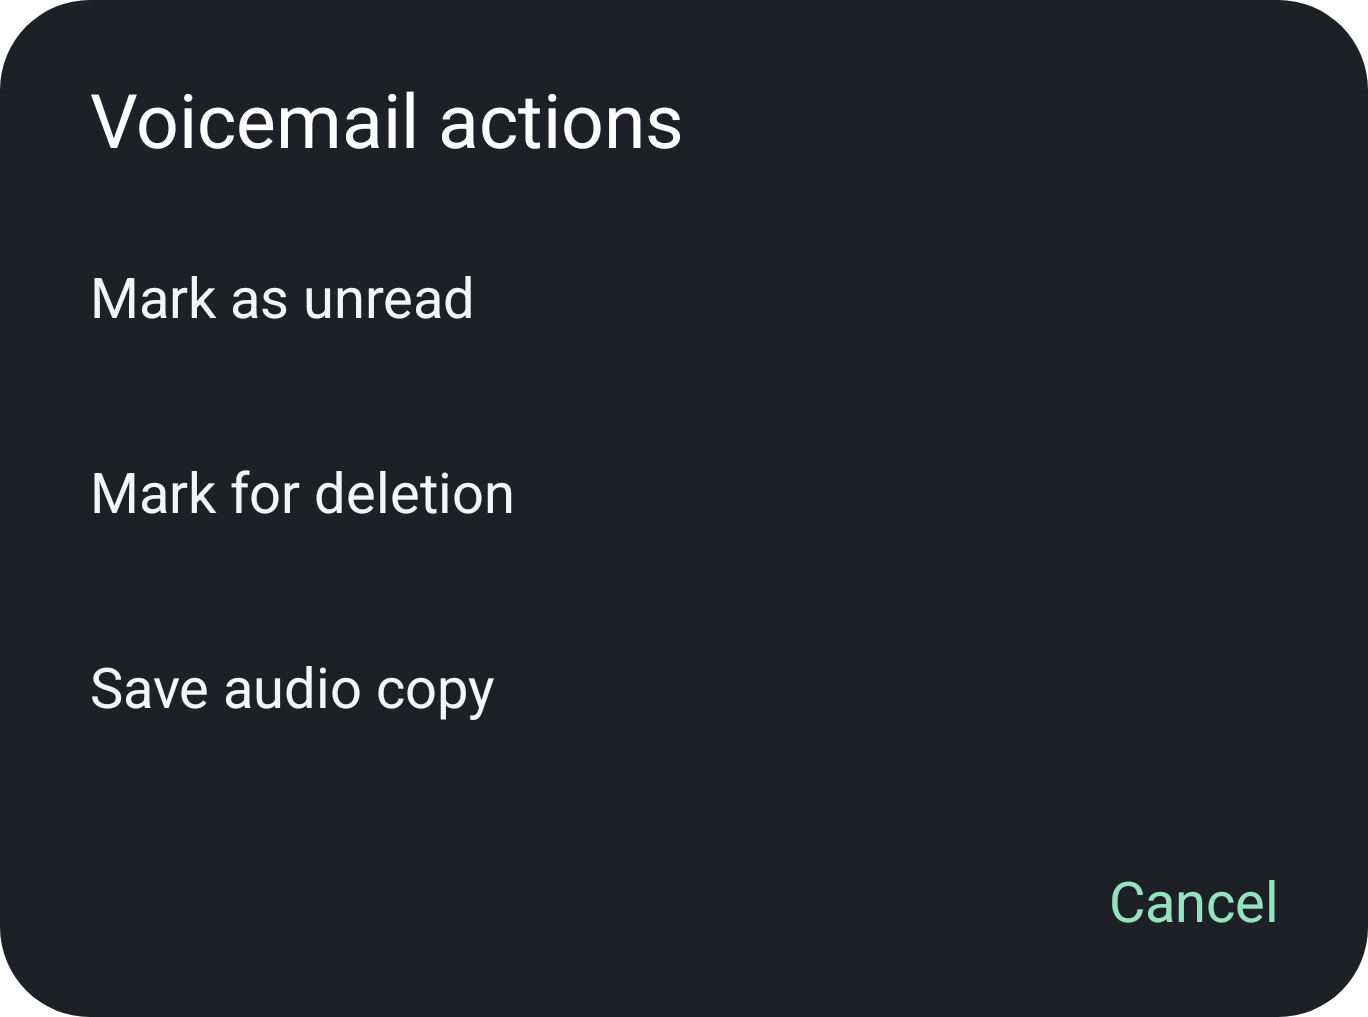 Voicemail actions
Mark as unread
Mark for deletion
Save audio copy
Cancel